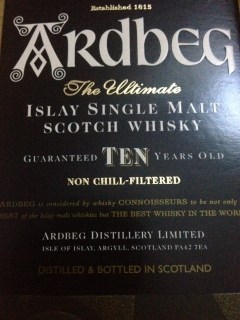 Established 1815
ARDBEG
The Ultimate
ISLAY SINGLE MALT
SCOTCH WHISKY
GUARANTEED TEN YEARS OLD
NON CHILL-FILTERED
ARDBEG is considered by whisky CONNOISSEURS to be not only
of the Islay malt whiskies but THE BEST WHISKY IN THE WOR
ARDBEG DISTILLERY LIMITED
ISLE OF ISLAY, ARGYLL, SCOTLAND PA42 7EA
DISTILLED & BOTTLED IN SCOTLAND